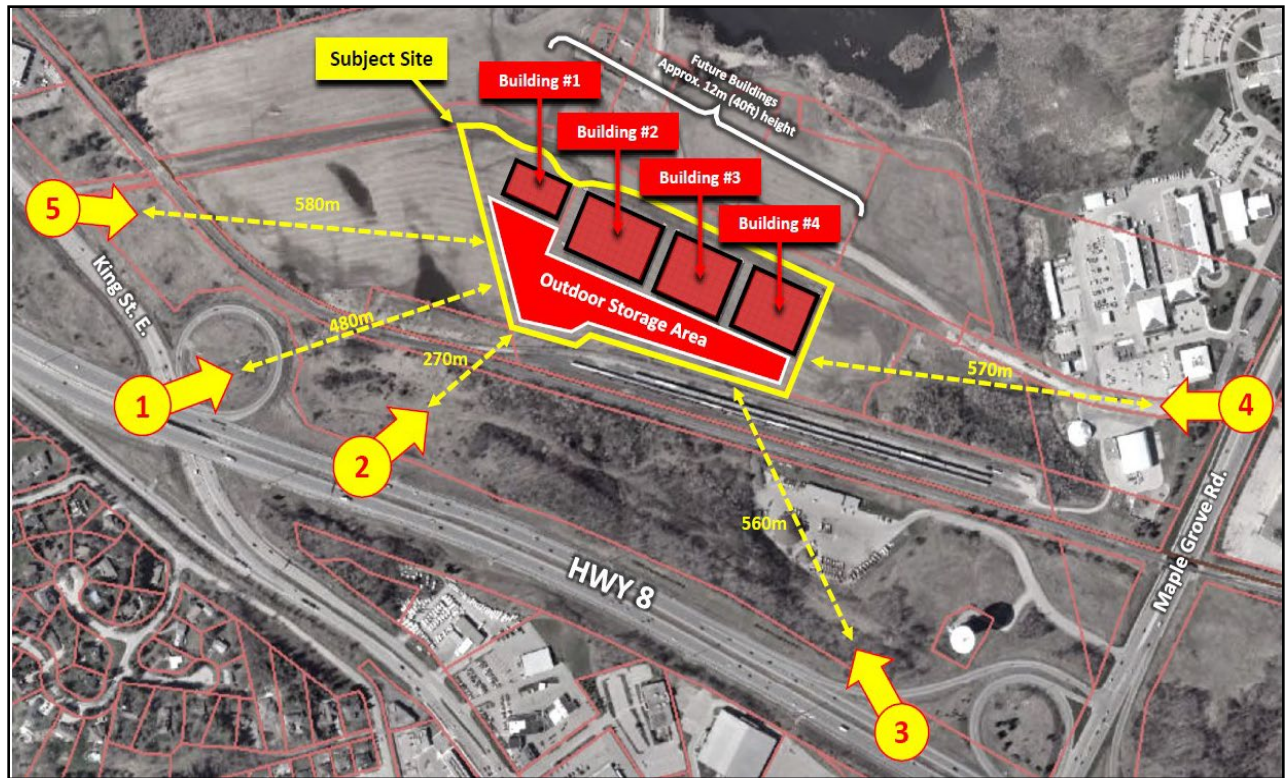 Subject Site
Building #1
Future Buildings
Approx. 12m (40ft) height
Building #2
Building #3
Building #4
5
580m
King St. E.
Outdoor Storage Area
480m
270m
570m
1
2
4
560m
HWY 8
Maple Grove Rd.
3